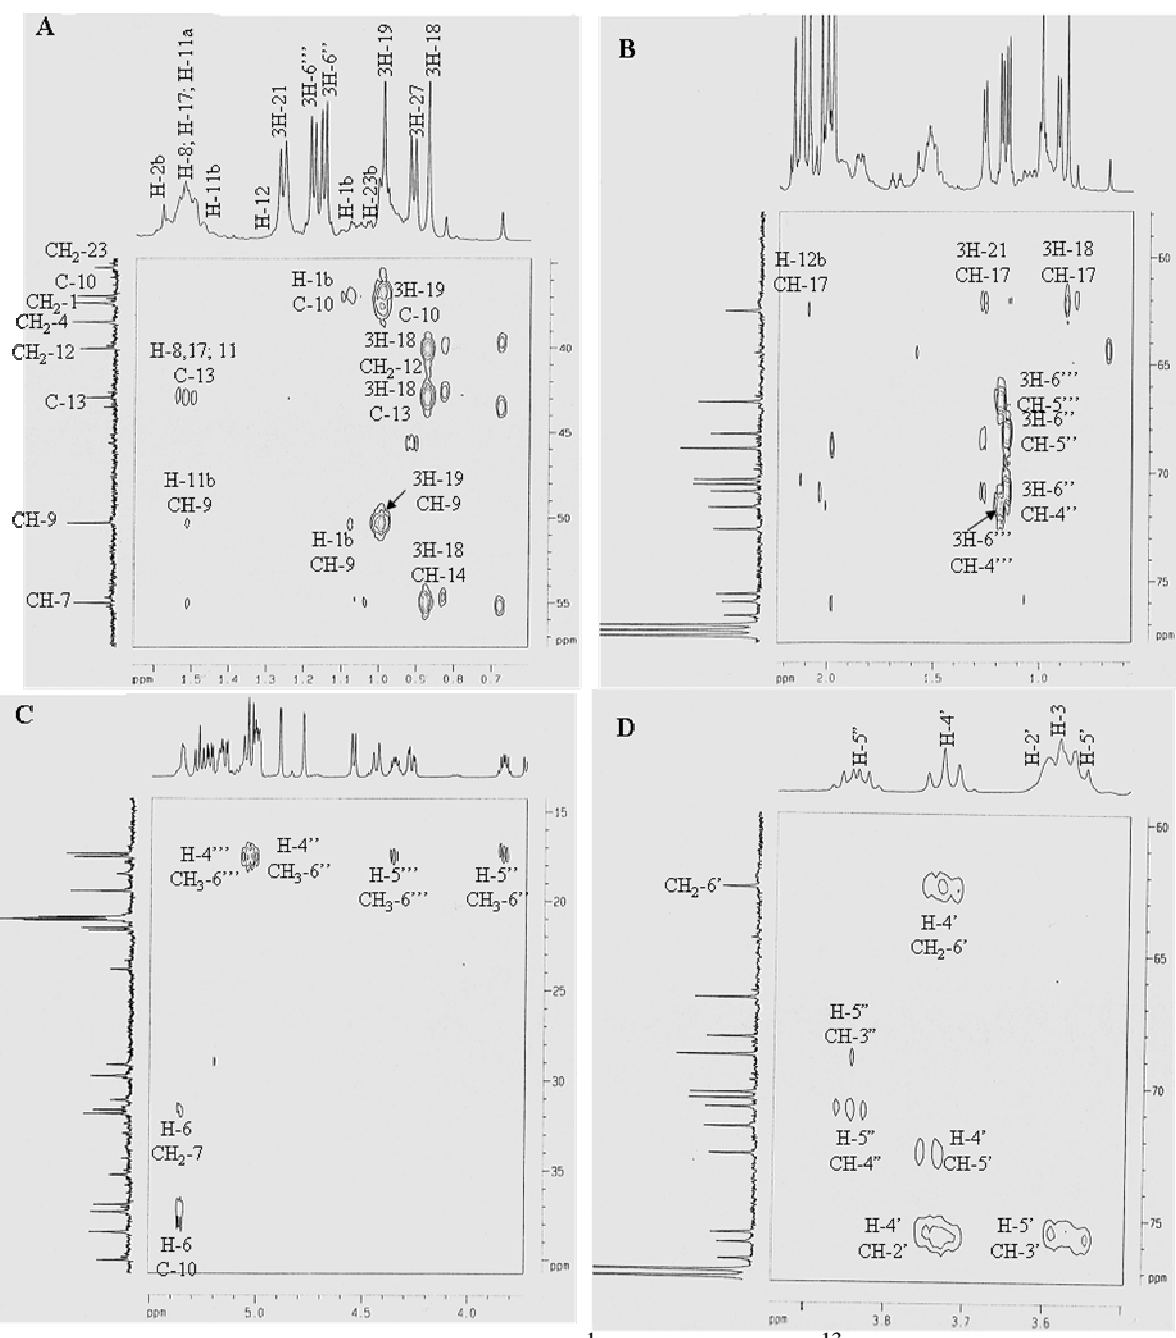 A
H-2b
H-8; H-17; H-11a
H-11b
H-12
3H-21
3H-6’’’
3H-6’’
H-1b
H-23b
3H-19
3H-27
3H-18
CH2-23
C-10
CH2-1
CH2-4
CH2-12
C-13
CH-9
CH-7
H-1b
C-10
3H-19
C-10
3H-18
CH2-12
3H-18
C-13
H-8,17; 11
C-13
H-11b
CH-9
3H-19
CH-9
H-1b
CH-9
3H-18
CH-14
40
45
50
55
ppm
ppm 1.5 1.4 1.3 1.2 1.1 1.0 0.9 0.8 0.7
B
H-12b
CH-17
3H-21
CH-17
3H-18
CH-17
3H-6’’’
CH-5’’’
3H-6’’
CH-5’’
3H-6’’
CH-4’’
3H-6’’’
CH-4’’’
60
65
70
75
ppm
ppm 2.0 1.5 1.0
C
H-4’’’
CH3-6’’’
H-4’’
CH3-6’’
H-5’’’
CH3-6’’’
H-5’’
CH3-6’’
H-6
CH2-7
H-6
C-10
15
20
25
30
35
ppm
ppm 5.0 4.5 4.0
D
H-5’’
H-4’
H-2’
H-3
H-5’
CH2-6’
H-4’
CH2-6’
H-5’’
CH-3’’
H-5’’
CH-4’’
H-4’
CH-5’
H-4’
CH-2’
H-5’
CH-3’
60
65
70
75
ppm
ppm 3.8 3.7 3.6
1 13